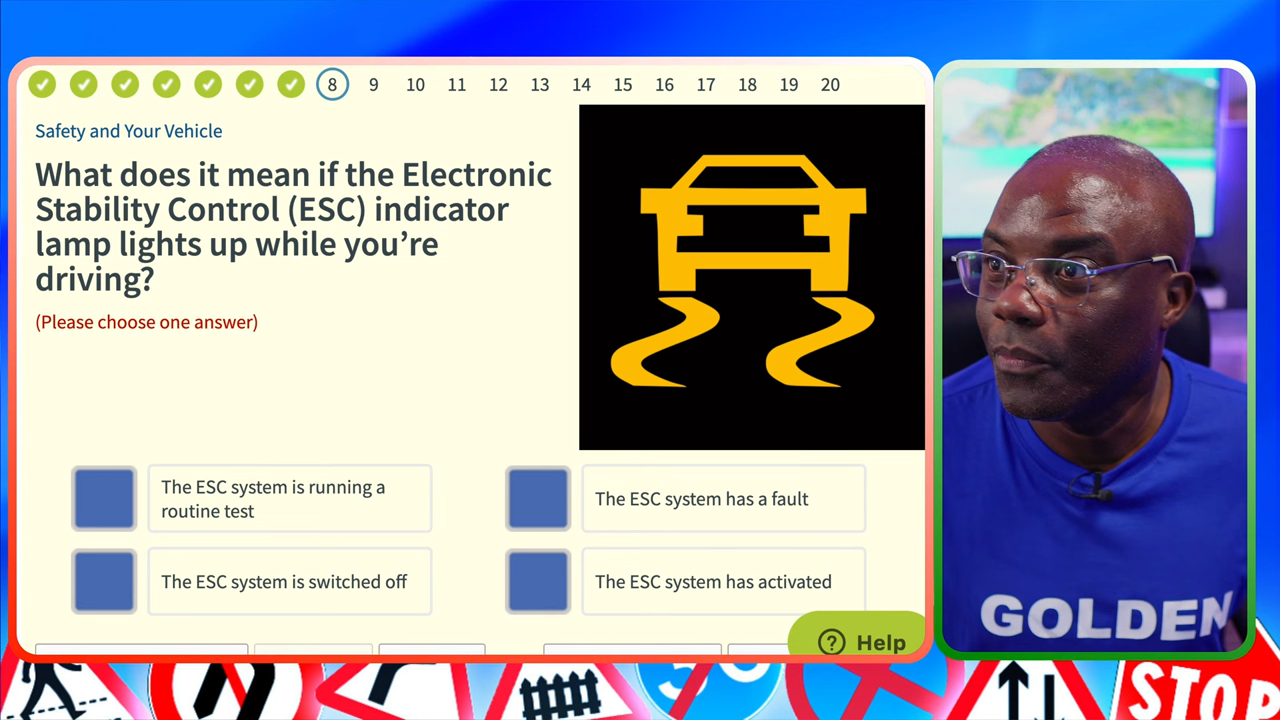 8 9 10 11 12 13 14 15 16 17 18 19 20
Safety and Your Vehicle
What does it mean if the Electronic
Stability Control (ESC) indicator
lamp lights up while you’re
driving?
(Please choose one answer)
The ESC system is running a
routine test
The ESC system has a fault
The ESC system is switched off
The ESC system has activated
? Help
GOLDEN
STOP